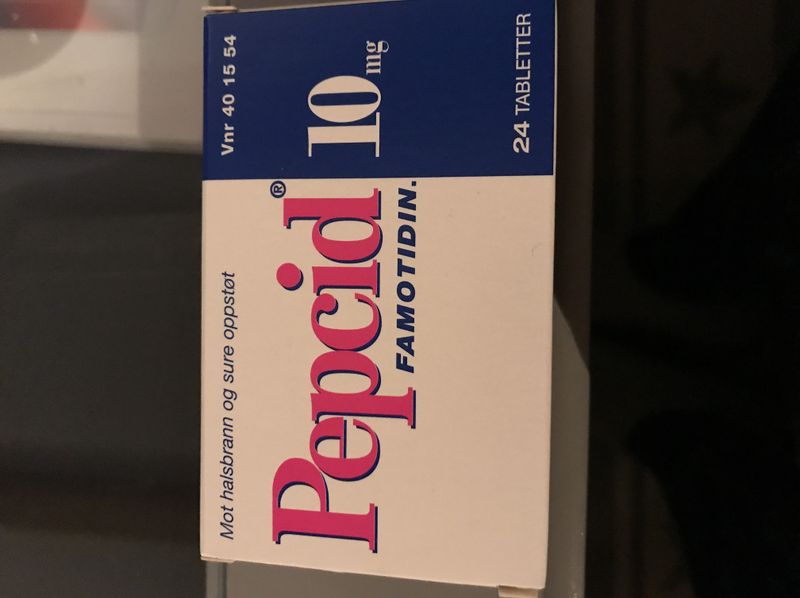 Mot halsbrann og sure oppstøt
Vnr 40 15 54
Pepcid® 10 mg
FAMOTIDIN.
24 TABLETTER